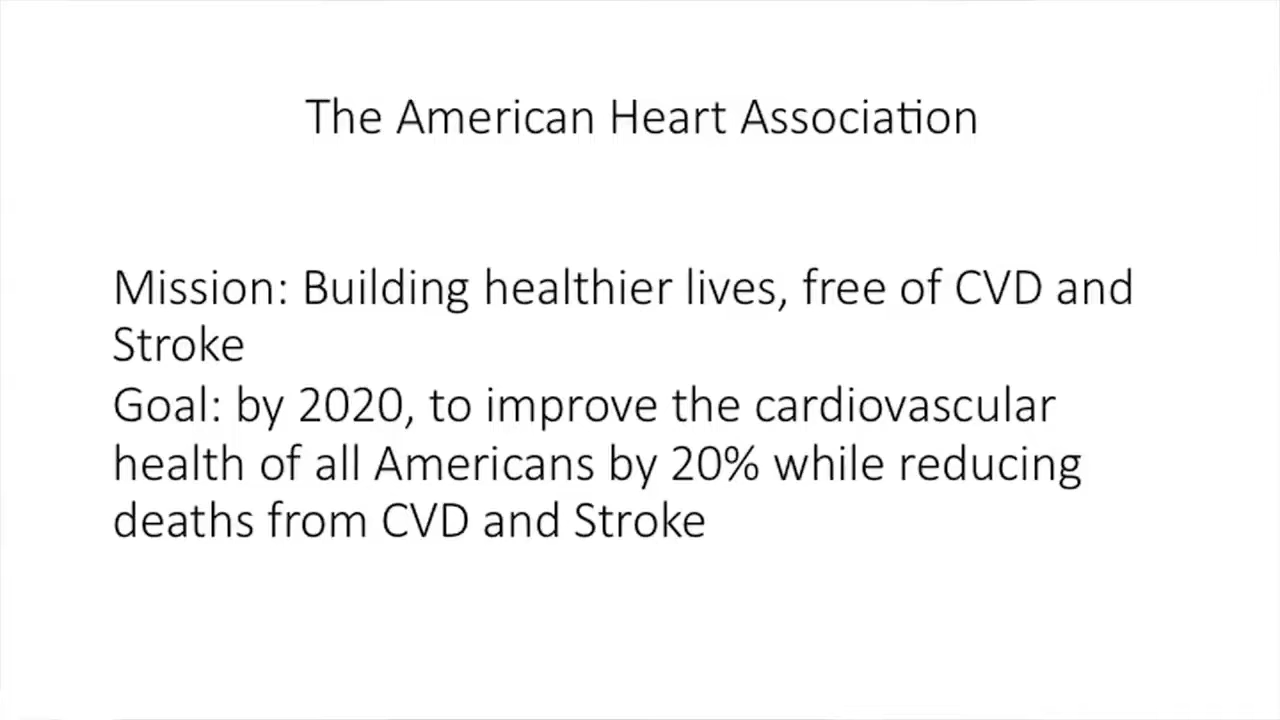 The American Heart Association
Mission: Building healthier lives, free of CVD and
Stroke
Goal: by 2020, to improve the cardiovascular
health of all Americans by 20% while reducing
deaths from CVD and Stroke